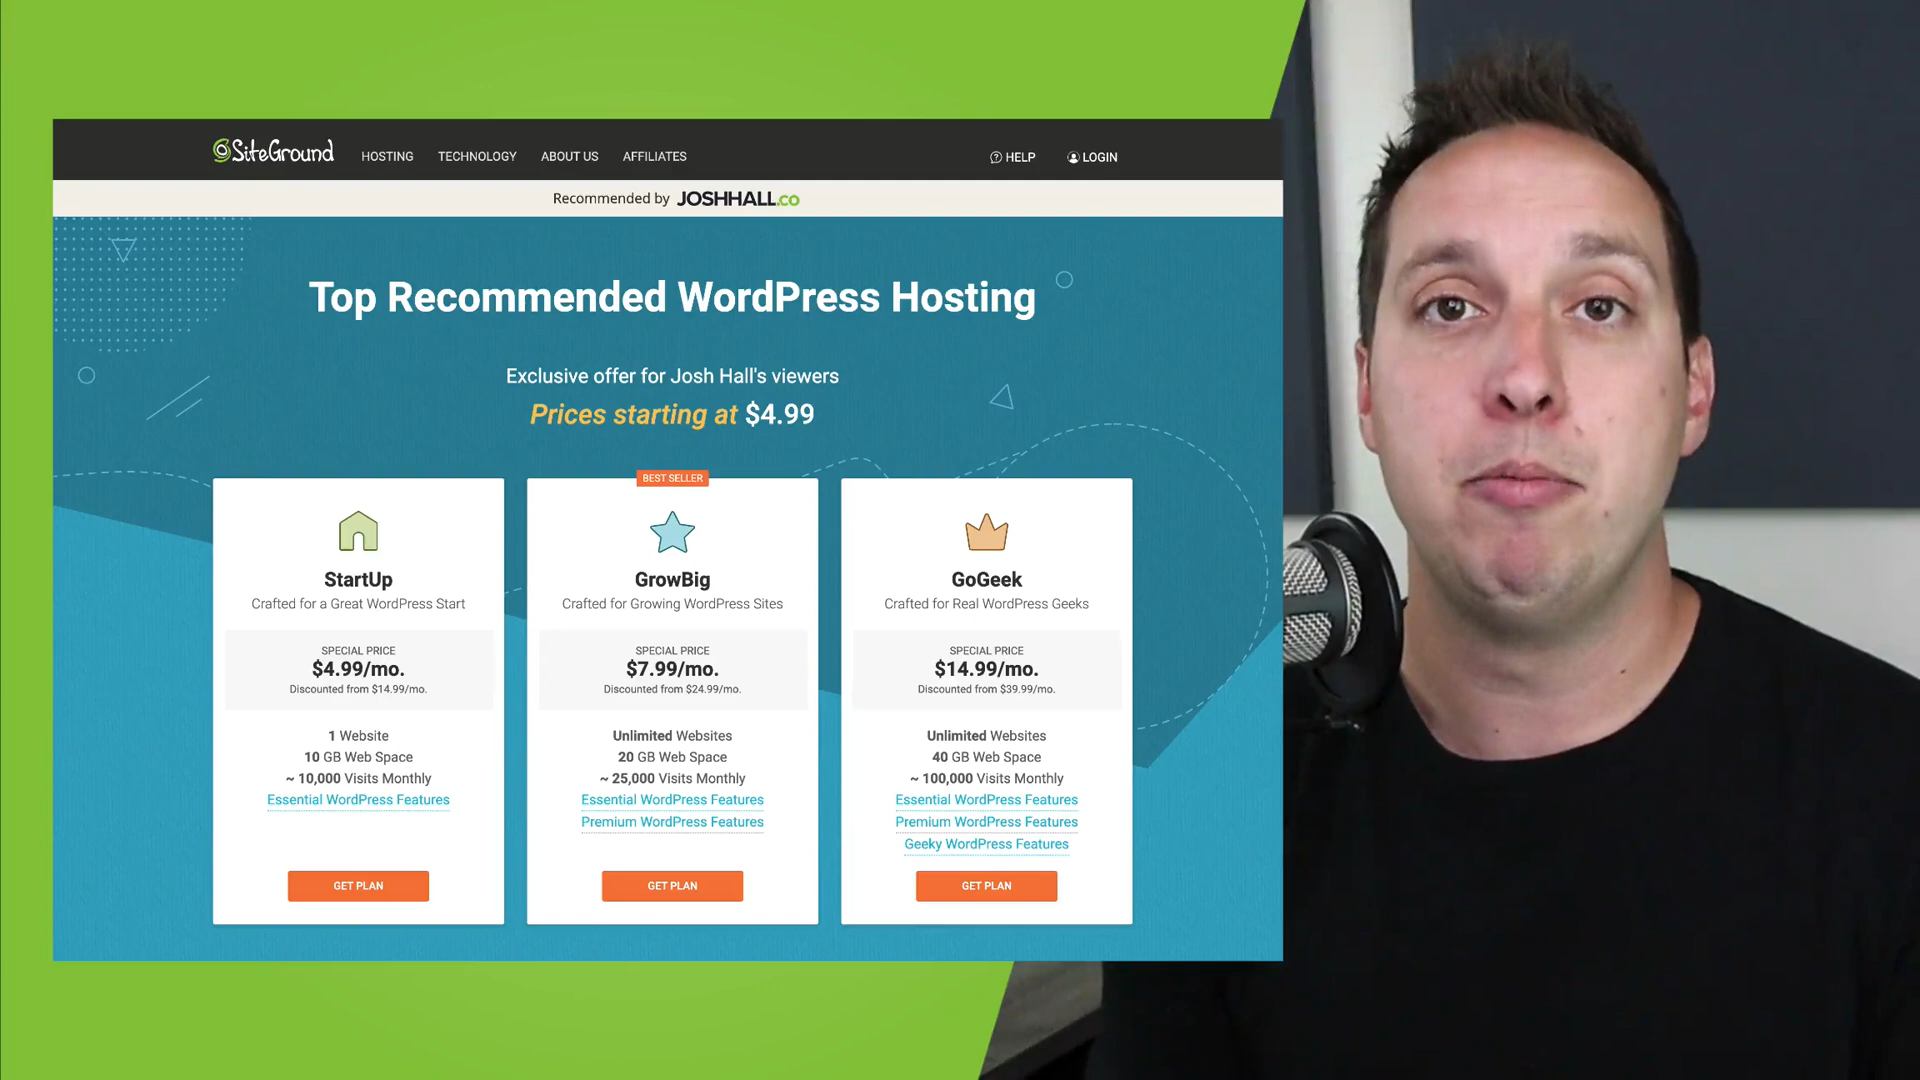 SiteGround HOSTING TECHNOLOGY ABOUT US AFFILIATES HELP LOGIN
Recommended by JOSHHALL.co
Top Recommended WordPress Hosting
Exclusive offer for Josh Hall's viewers
Prices starting at $4.99
BEST SELLER
StartUp
Crafted for a Great WordPress Start
SPECIAL PRICE
$4.99/mo.
Discounted from $14.99/mo.
1 Website
10 GB Web Space
~ 10,000 Visits Monthly
Essential WordPress Features
GET PLAN
GrowBig
Crafted for Growing WordPress Sites
SPECIAL PRICE
$7.99/mo.
Discounted from $24.99/mo.
Unlimited Websites
20 GB Web Space
~ 25,000 Visits Monthly
Essential WordPress Features
Premium WordPress Features
GET PLAN
GoGeek
Crafted for Real WordPress Geeks
SPECIAL PRICE
$14.99/mo.
Discounted from $39.99/mo.
Unlimited Websites
40 GB Web Space
~ 100,000 Visits Monthly
Essential WordPress Features
Premium WordPress Features
Geeky WordPress Features
GET PLAN